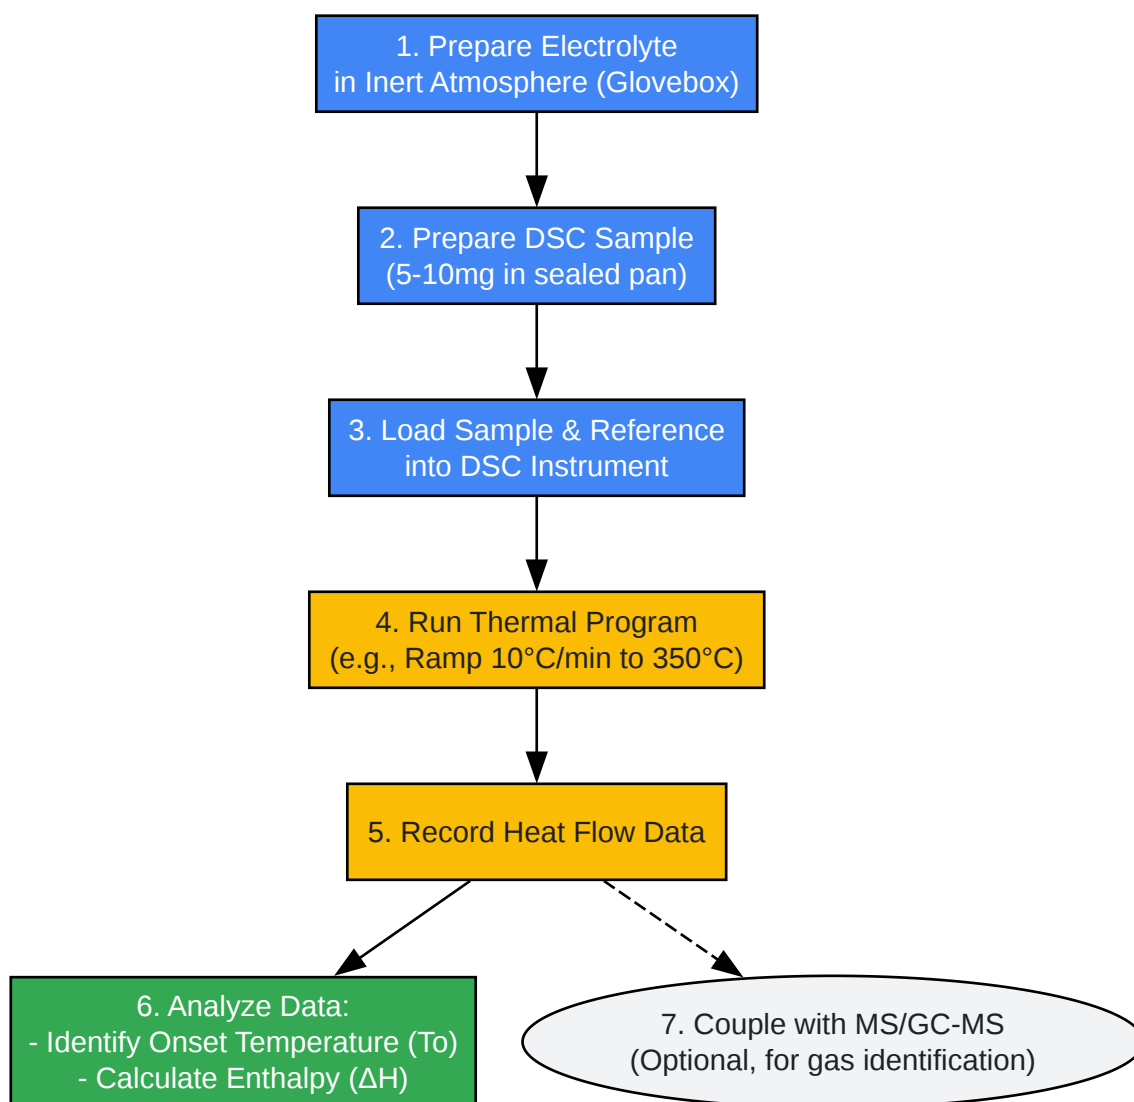 1. Prepare Electrolyte
in Inert Atmosphere (Glovebox)
2. Prepare DSC Sample
(5-10mg in sealed pan)
3. Load Sample & Reference
into DSC Instrument
4. Run Thermal Program
(e.g., Ramp 10°C/min to 350°C)
5. Record Heat Flow Data
6. Analyze Data:
- Identify Onset Temperature (To)
- Calculate Enthalpy (ΔH)
7. Couple with MS/GC-MS
(Optional, for gas identification)